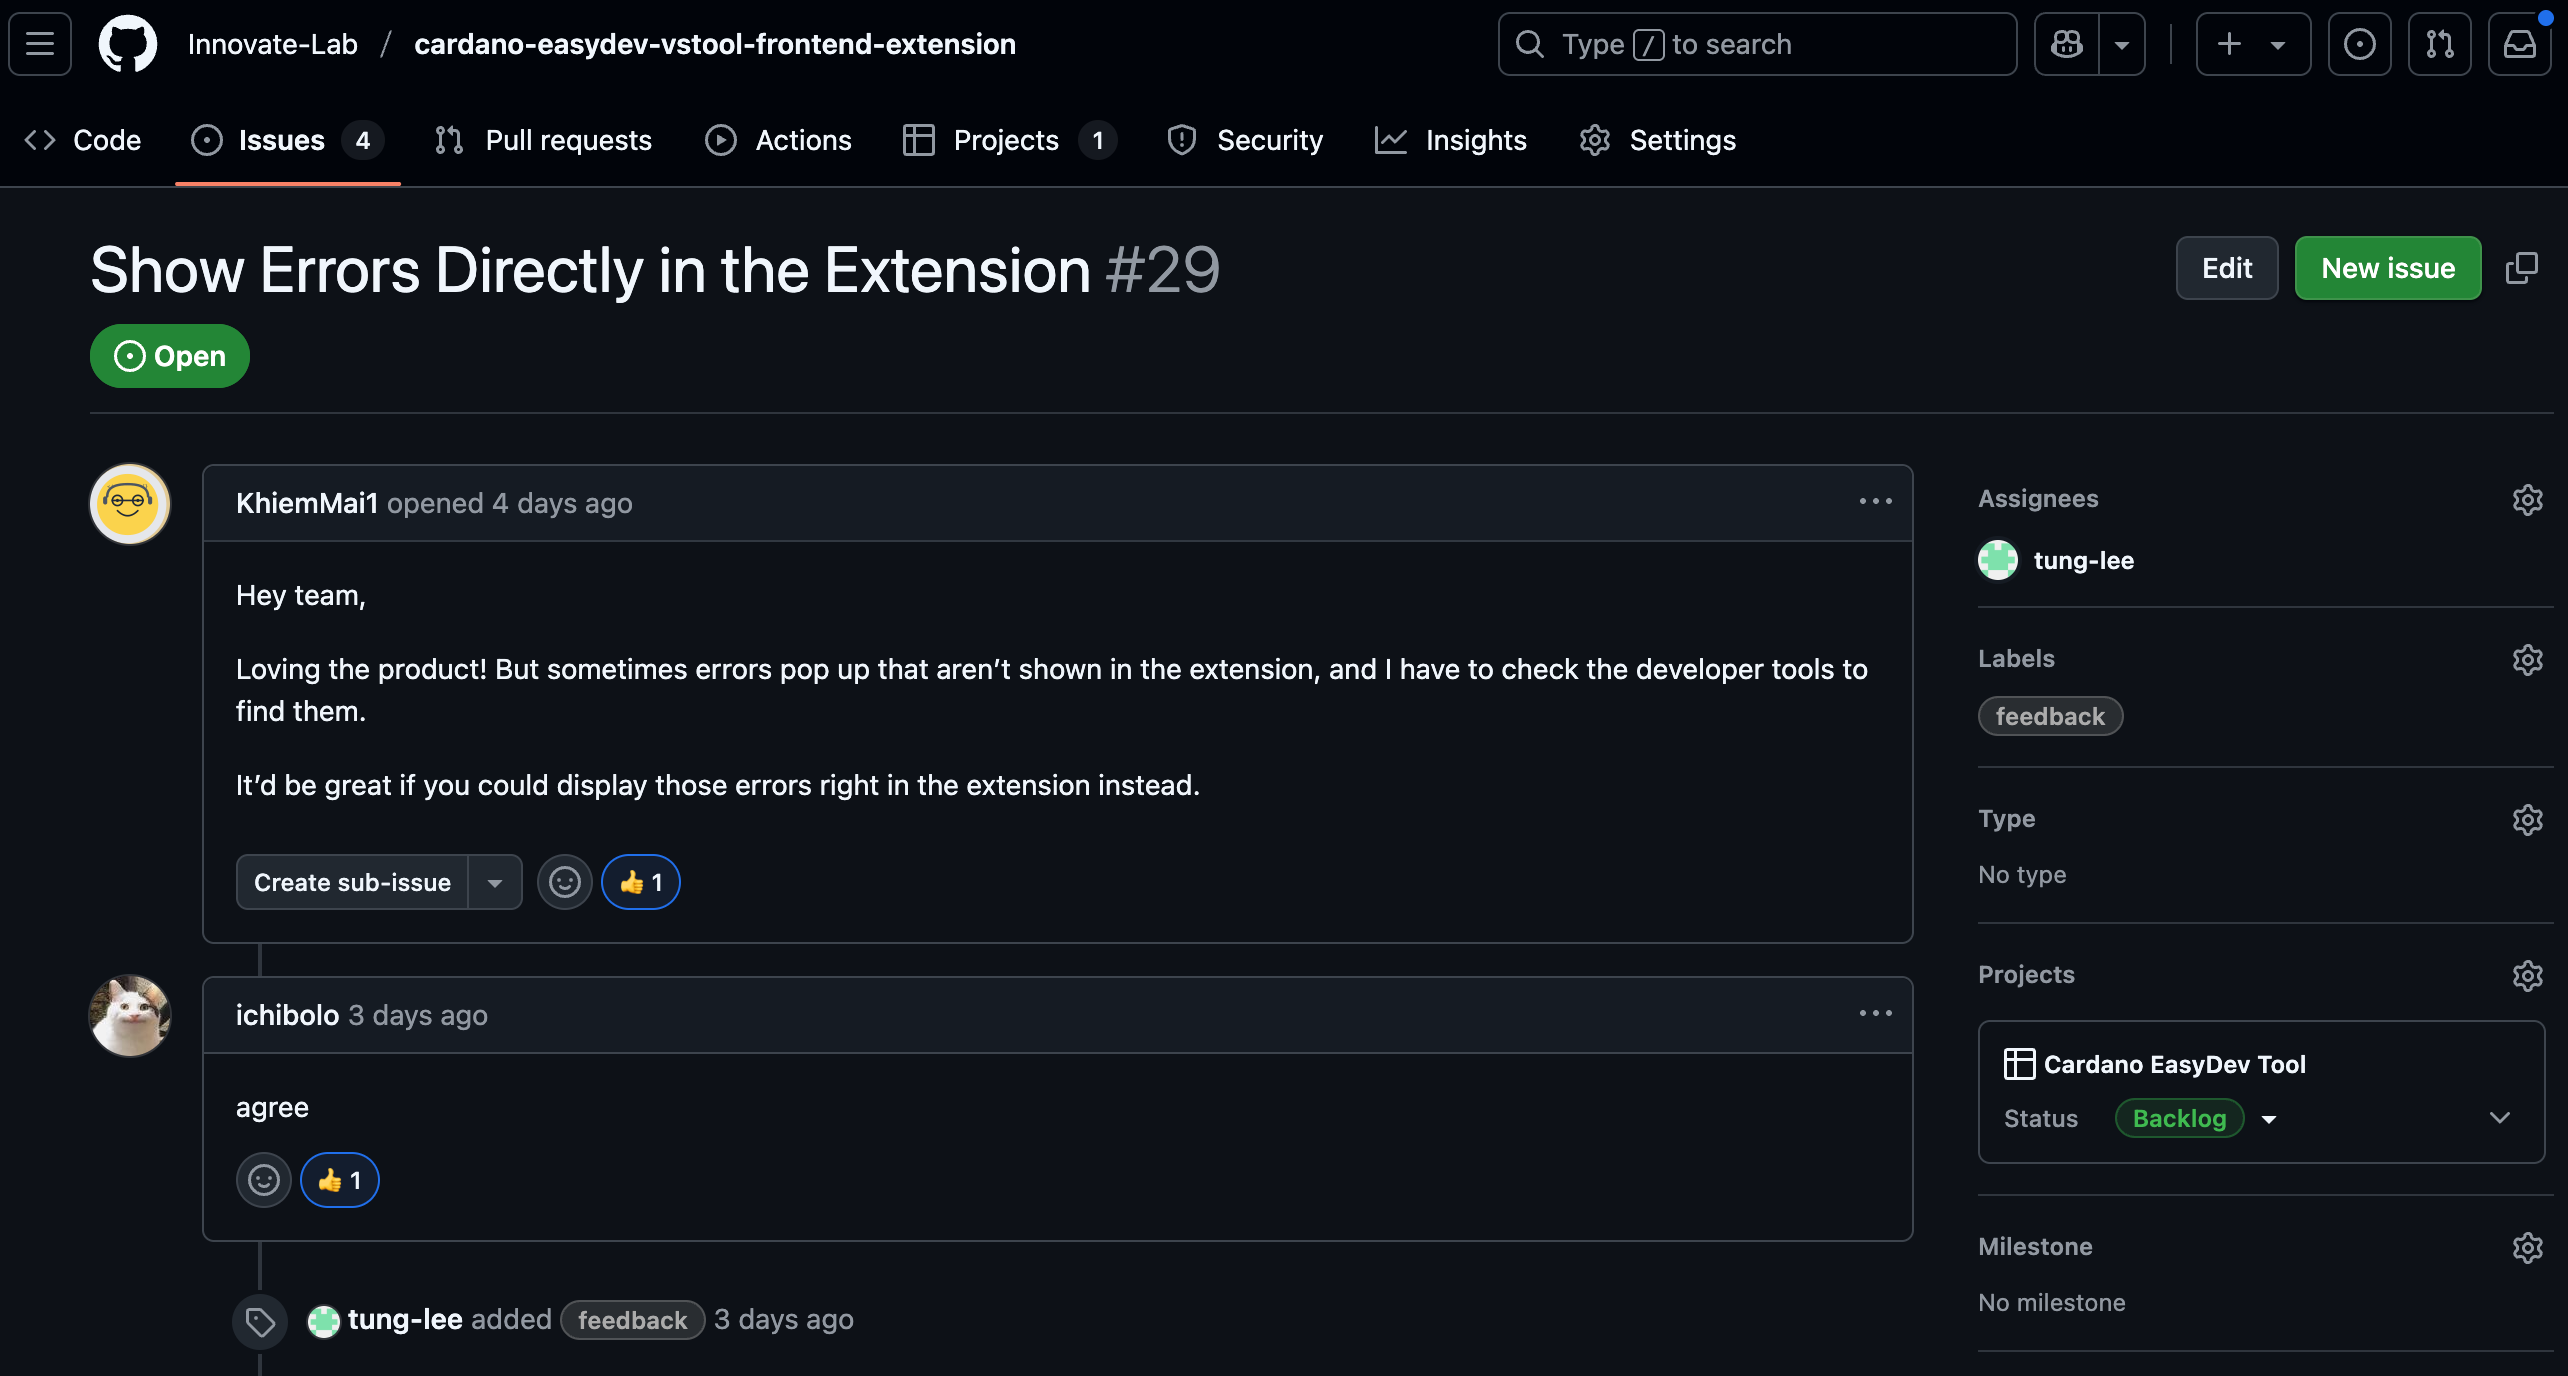 Innovate-Lab / cardano-easydev-vstool-frontend-extension
Type / to search
Code
Issues 4
Pull requests
Actions
Projects 1
Security
Insights
Settings
Show Errors Directly in the Extension #29
Edit
New issue
Open
KhiemMai1 opened 4 days ago
Hey team,
Loving the product! But sometimes errors pop up that aren’t shown in the extension, and I have to check the developer tools to
find them.
It’d be great if you could display those errors right in the extension instead.
Create sub-issue
👍 1
ichibolo 3 days ago
agree
👍 1
tung-lee added feedback 3 days ago
Assignees
tung-lee
Labels
feedback
Type
No type
Projects
Cardano EasyDev Tool
Status Backlog
Milestone
No milestone